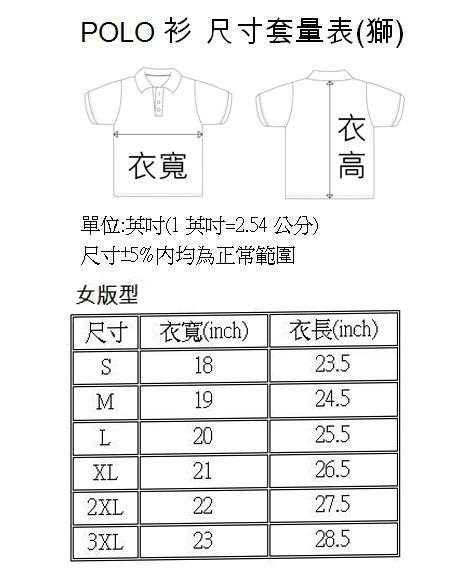 POLO 衫 尺寸套量表(獅)
衣寬
衣高
單位:英吋(1 英吋=2.54 公分)
尺寸±5%內均為正常範圍
女版型
尺寸 衣寬(inch) 衣長(inch)
S 18 23.5
M 19 24.5
L 20 25.5
XL 21 26.5
2XL 22 27.5
3XL 23 28.5